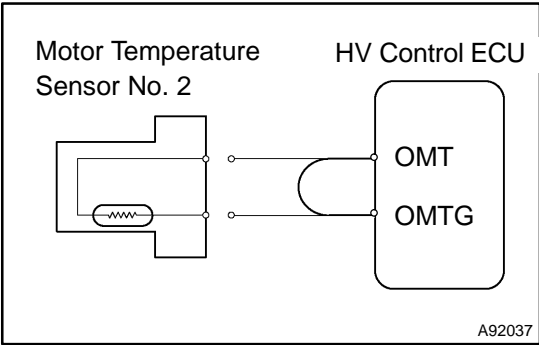 Motor Temperature
Sensor No. 2
HV Control ECU
OMT
OMTG
A92037